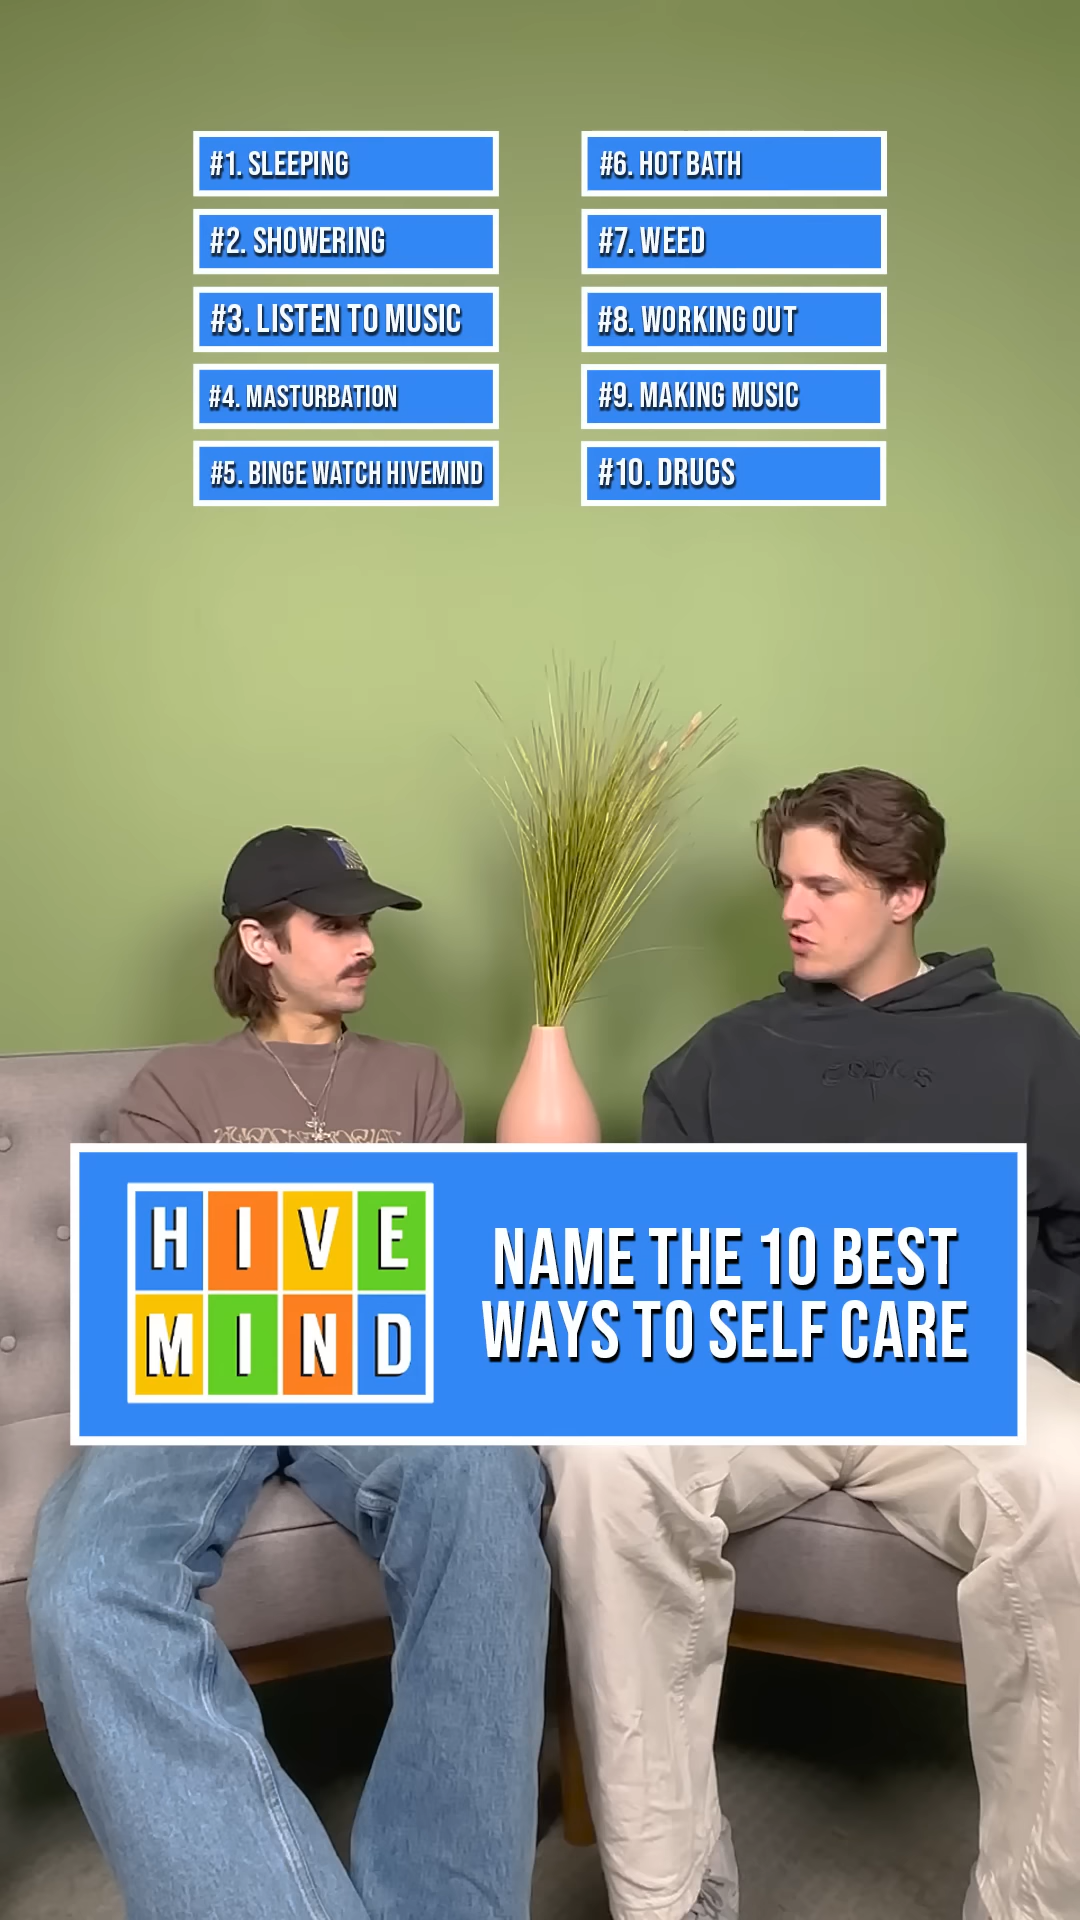 #1. SLEEPING
#2. SHOWERING
#3. LISTEN TO MUSIC
#4. MASTURBATION
#5. BINGE WATCH HIVEMIND
#6. HOT BATH
#7. WEED
#8. WORKING OUT
#9. MAKING MUSIC
#10. DRUGS
HIVE
MIND
NAME THE 10 BEST
WAYS TO SELF CARE